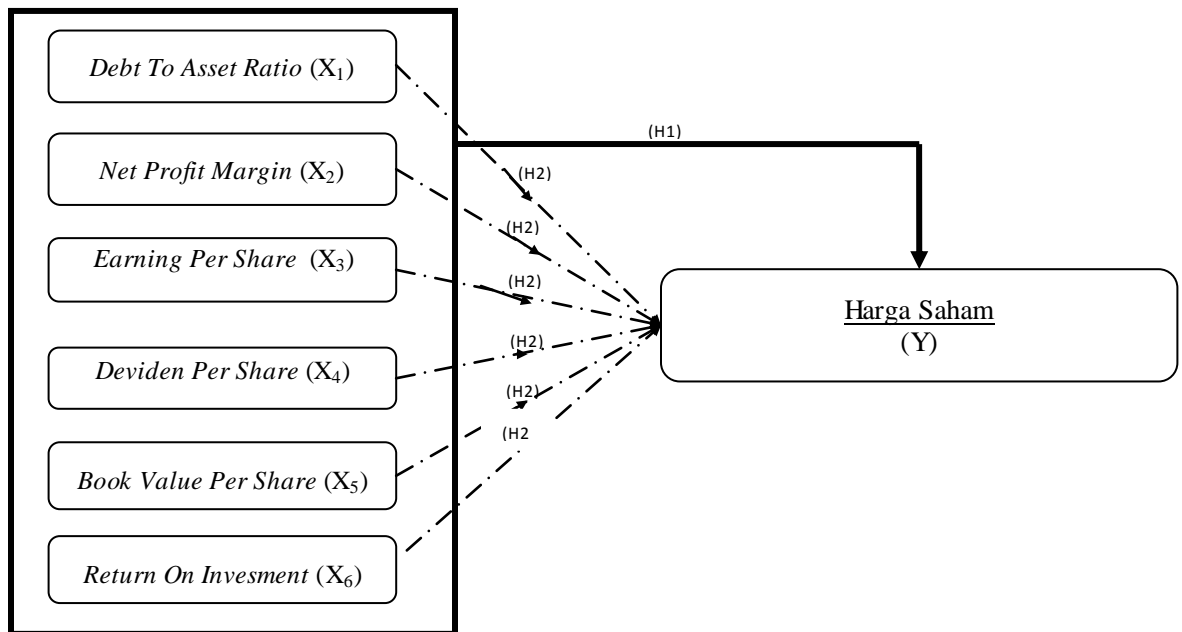 Debt To Asset Ratio (X₁)
(H1)
Net Profit Margin (X₂)
(H2)
(H2)
Earning Per Share (X₃)
(H2)
Harga Saham
(Y)
(H2)
Deviden Per Share (X₄)
(H2)
(H2
Book Value Per Share (X₅)
Return On Invesment (X₆)